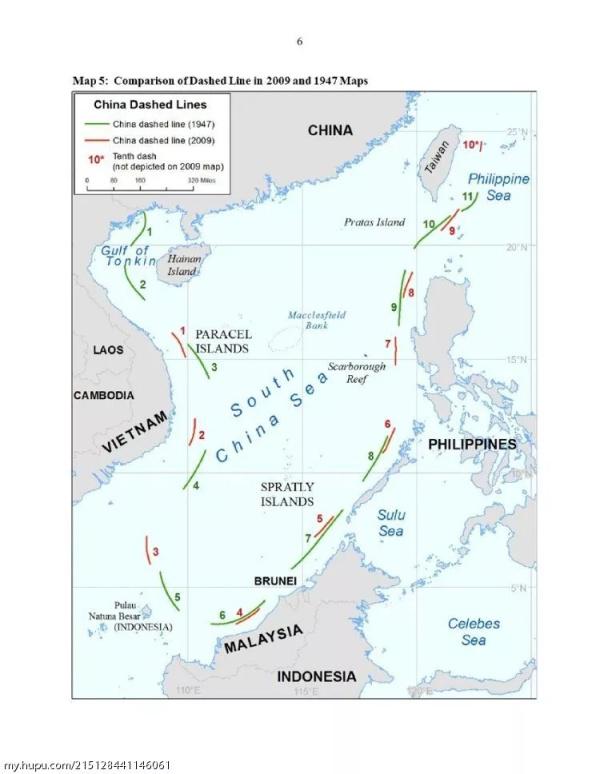 6
Map 5: Comparison of Dashed Line in 2009 and 1947 Maps
China Dashed Lines
China dashed line (1947)
China dashed line (2009)
10* Tenth dash
(not depicted on 2009 map)
0 80 160 320 Miles
CHINA
25°N
Taiwan
10*
Philippine
Sea
11
Pratas Island
10
9
20°N
1
Gulf of
Tonkin
Hainan
Island
2
8
9
Macclesfield
Bank
1
PARACEL
ISLANDS
3
7
LAOS
15°N
Scarborough
Reef
CAMBODIA
South
China Sea
VIETNAM
2
6
PHILIPPINES
8
4
10°N
SPRATLY
ISLANDS
5
Sulu
Sea
7
3
BRUNEI
5°N
5
Pulau
Natuna Besar
(INDONESIA)
6
4
MALAYSIA
Celebes
Sea
INDONESIA
110°E
115°E
120°E
my.hupu.com/215128441146061